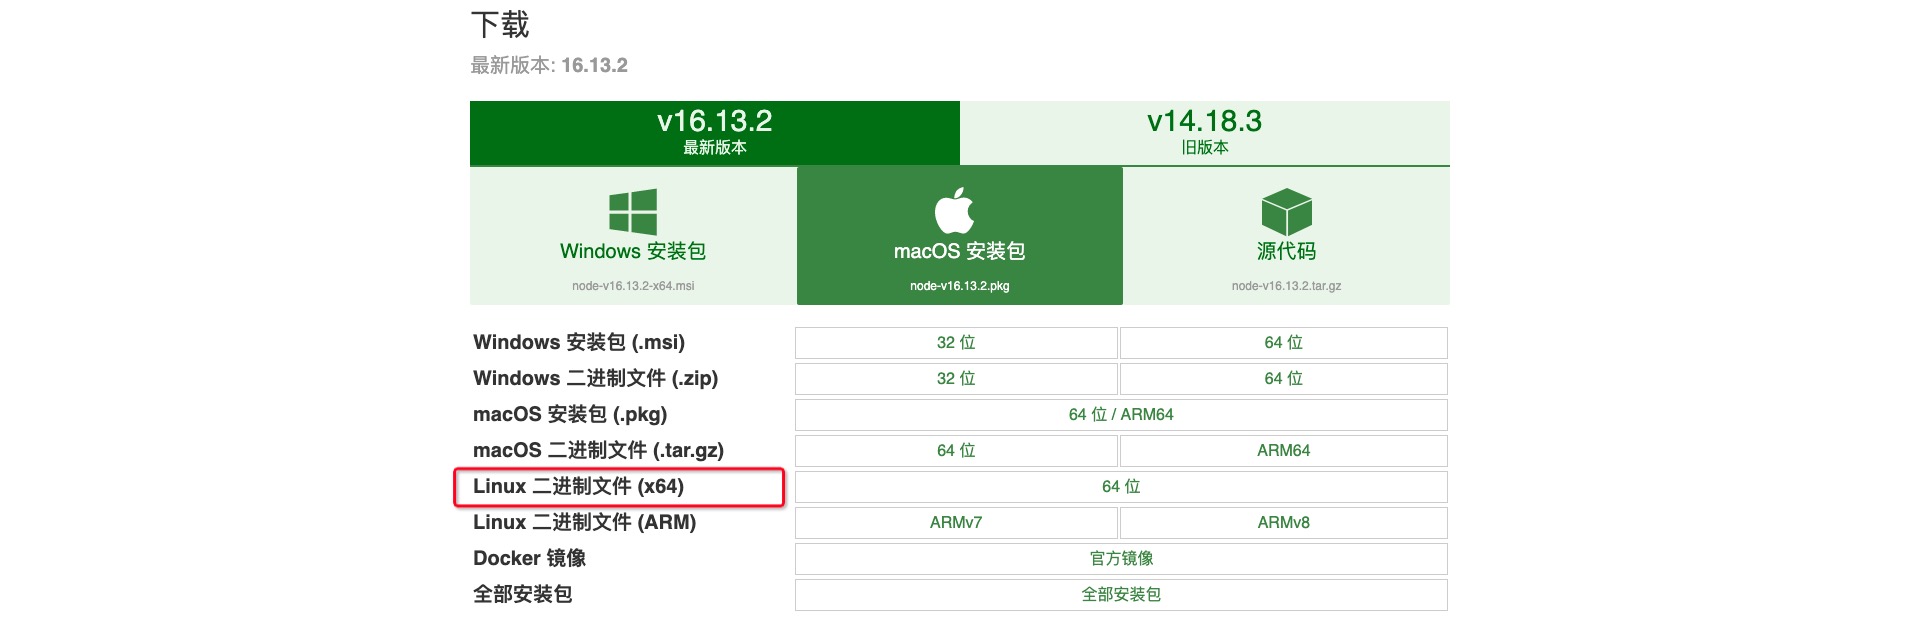 下载
最新版本: 16.13.2
v16.13.2
最新版本
v14.18.3
旧版本
Windows 安装包
node-v16.13.2-x64.msi
macOS 安装包
node-v16.13.2.pkg
源代码
node-v16.13.2.tar.gz
Windows 安装包 (.msi) 32 位 64 位
Windows 二进制文件 (.zip) 32 位 64 位
macOS 安装包 (.pkg) 64 位 / ARM64
macOS 二进制文件 (.tar.gz) 64 位 ARM64
Linux 二进制文件 (x64) 64 位
Linux 二进制文件 (ARM) ARMv7 ARMv8
Docker 镜像 官方镜像
全部安装包 全部安装包